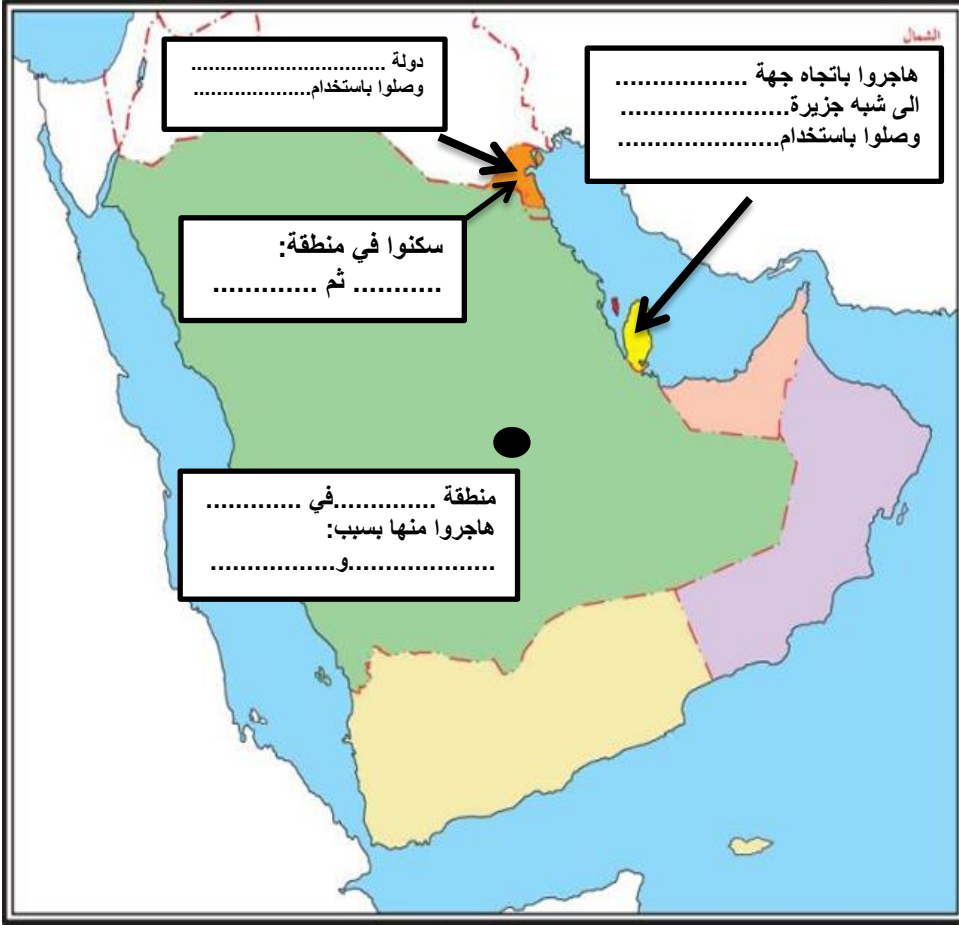 الشمال
هاجروا باتجاه جهة .................
الى شبه جزيرة.......................
وصلوا باستخدام......................
دولة .................................
وصلوا باستخدام....................
سكنوا في منطقة:
........... ثم .............
منطقة .............في .............
هاجروا منها بسبب:
.....................و.................